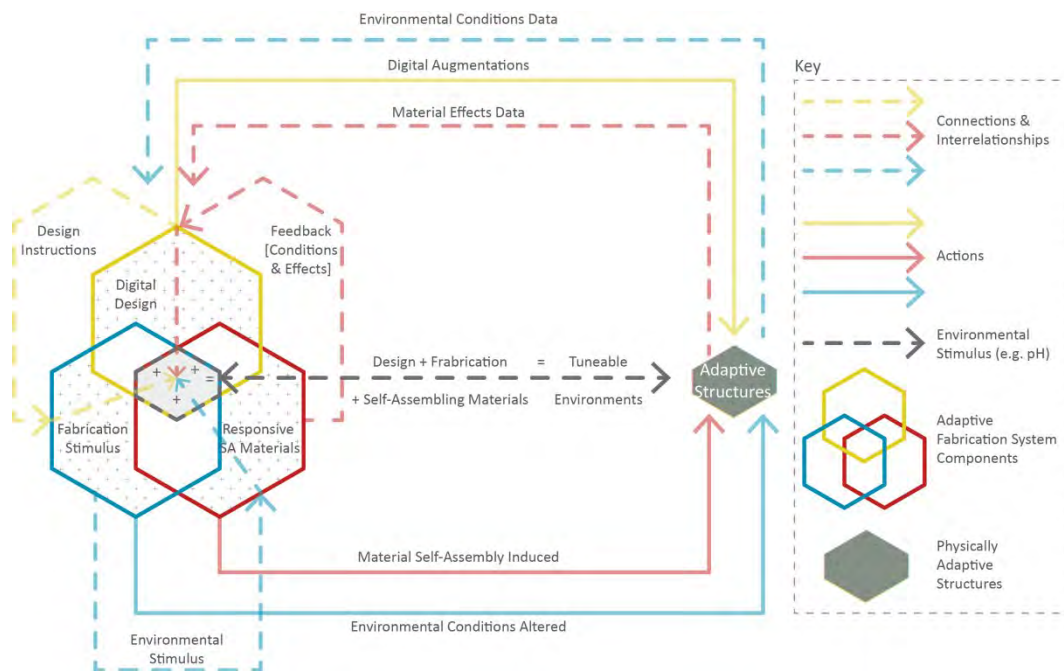 Environmental Conditions Data
Digital Augmentations
Material Effects Data
Key
Connections &
Interrelationships
Design
Instructions
Feedback
[Conditions
& Effects]
Actions
Digital
Design
Environmental
Stimulus (e.g. pH)
Design + Frabrication = Tuneable
+ Self-Assembling Materials Environments
Adaptive
Structures
+ + = +
Fabrication
Stimulus
Responsive
SA Materials
Adaptive
Fabrication System
Components
Material Self-Assembly Induced
Physically
Adaptive
Structures
Environmental Conditions Altered
Environmental
Stimulus